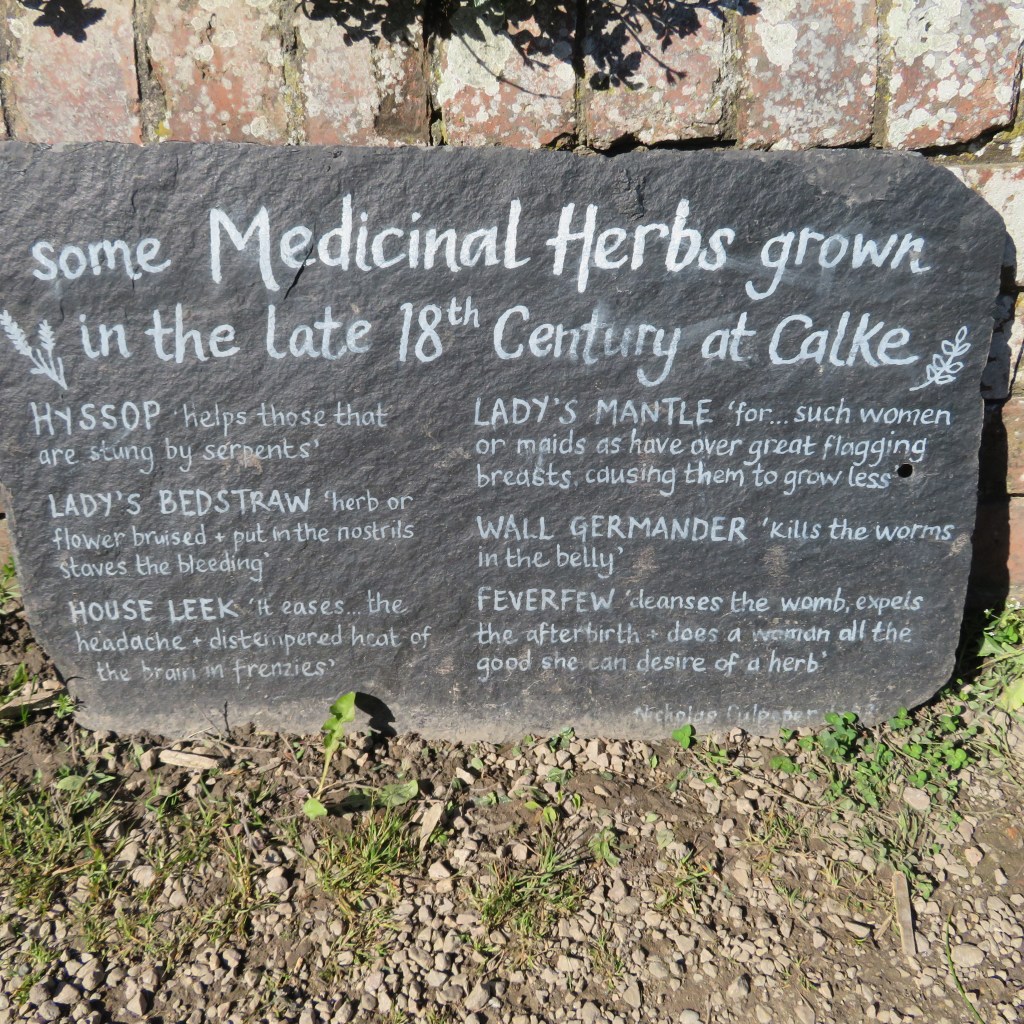 some Medicinal Herbs grown
in the late 18th Century at Calke
HYSSOP 'helps those that
are stung by serpents'
LADY'S BEDSTRAW 'herb or
flower bruised + put in the nostrils
staves the bleeding'
HOUSE LEEK 'it eases... the
headache + distempered heat of
the brain in frenzies'
LADY'S MANTLE 'for... such women
or maids as have over great flagging
breasts, causing them to grow less'
WALL GERMANDER 'Kills the worms
in the belly'
FEVERFEW 'cleanses the womb, expels
the afterbirth + does a woman all the
good she can desire of a herb'
Nicholas Culpeper